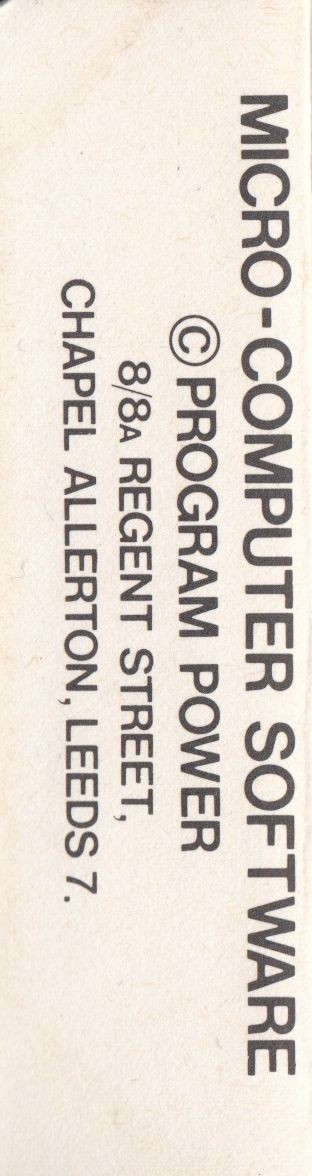 MICRO-COMPUTER SOFTWARE
© PROGRAM POWER
8/8A REGENT STREET,
CHAPEL ALLERTON, LEEDS 7.